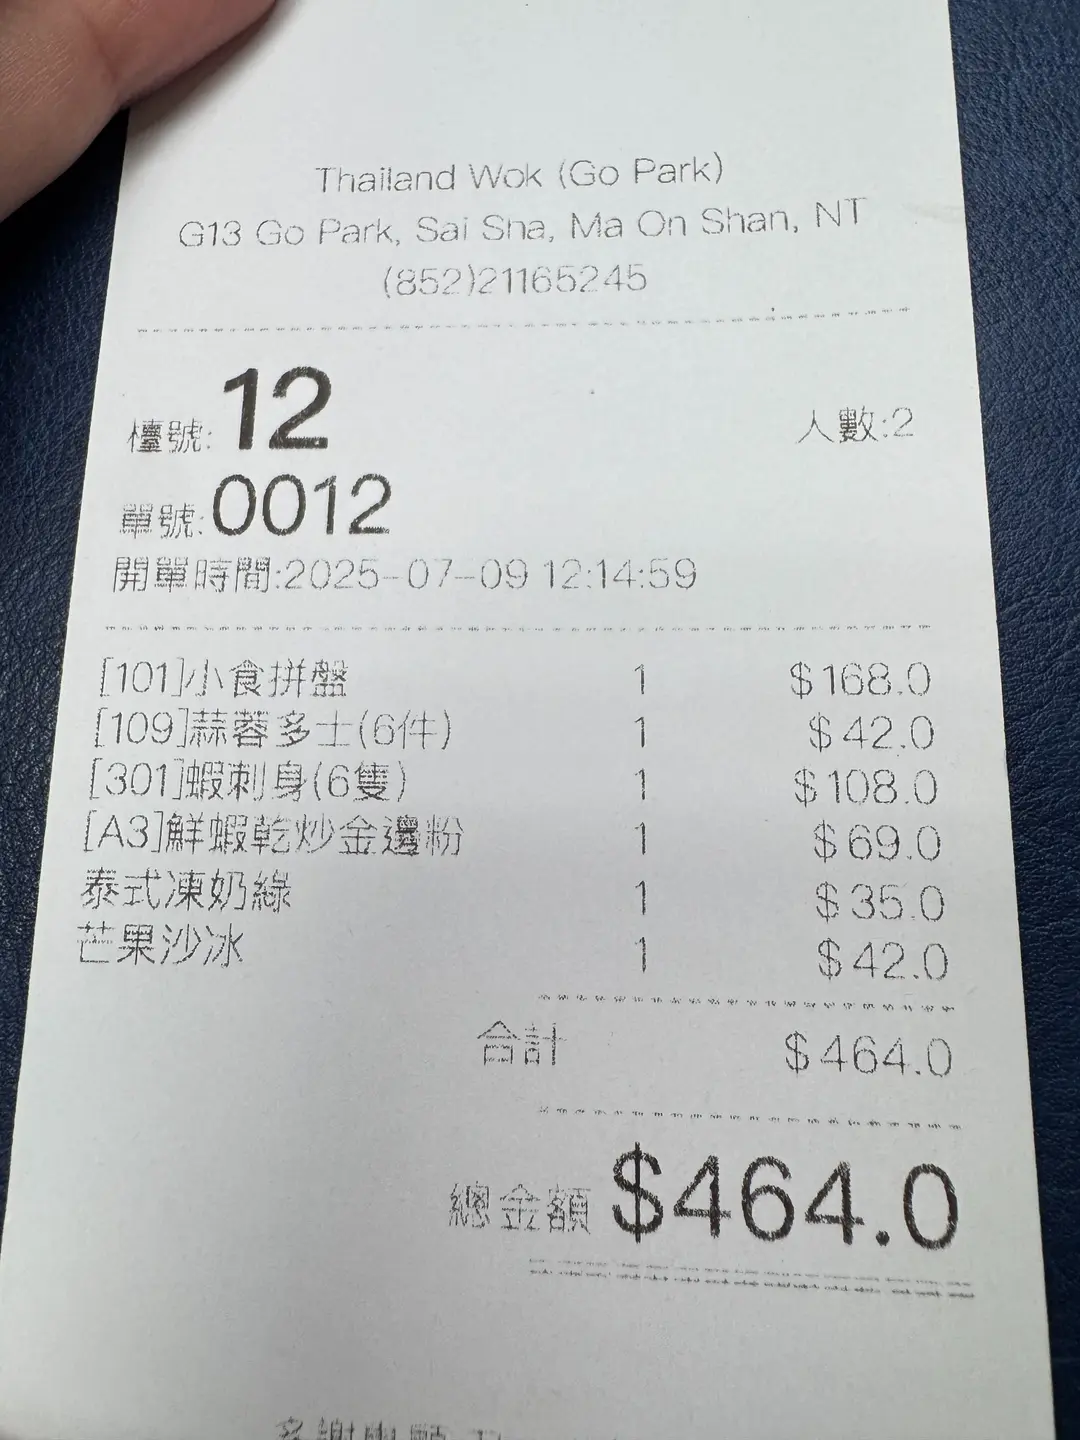 Thailand Wok (Go Park)
G13 Go Park, Sai Sna, Ma On Shan, NT
(852)21165245
檯號:12 人數:2
單號:0012
開單時間:2025-07-09 12:14:59
[101]小食拼盤 1 $168.0
[109]蒜蓉多士(6件) 1 $42.0
[301]蝦刺身(6隻) 1 $108.0
[A3]鮮蝦乾炒金邊粉 1 $69.0
泰式凍奶綠 1 $35.0
芒果沙冰 1 $42.0
合計 $464.0
總金額 $464.0
多謝惠顧